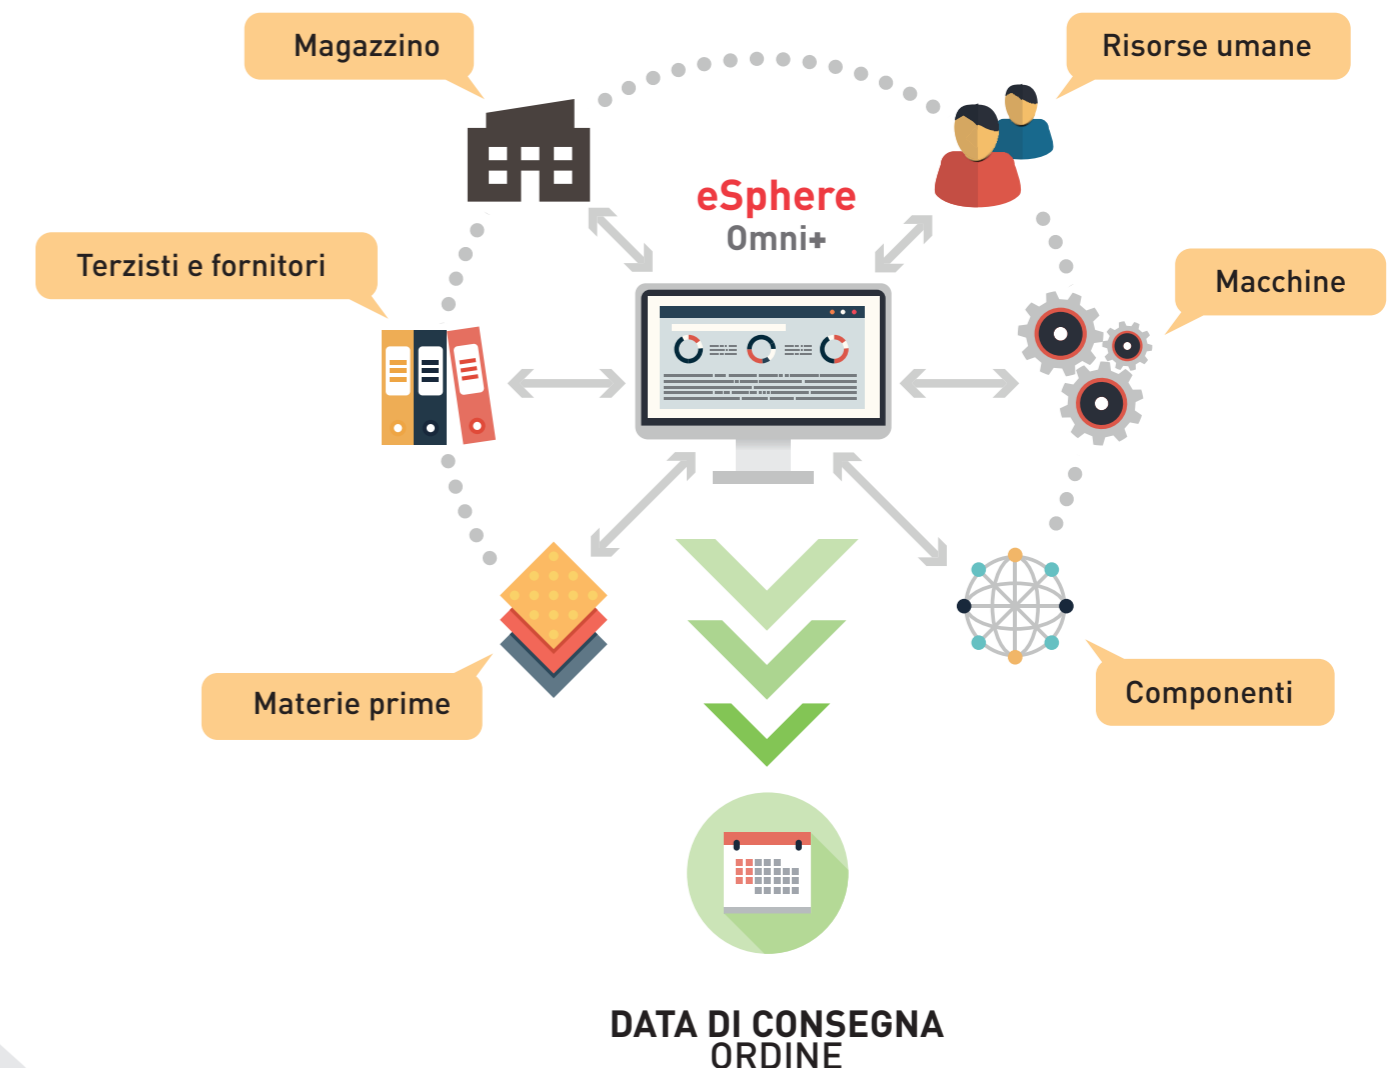 Magazzino
Risorse umane
eSphere
Omni+
Terzisti e fornitori
Macchine
Materie prime
Componenti
DATA DI CONSEGNA
ORDINE